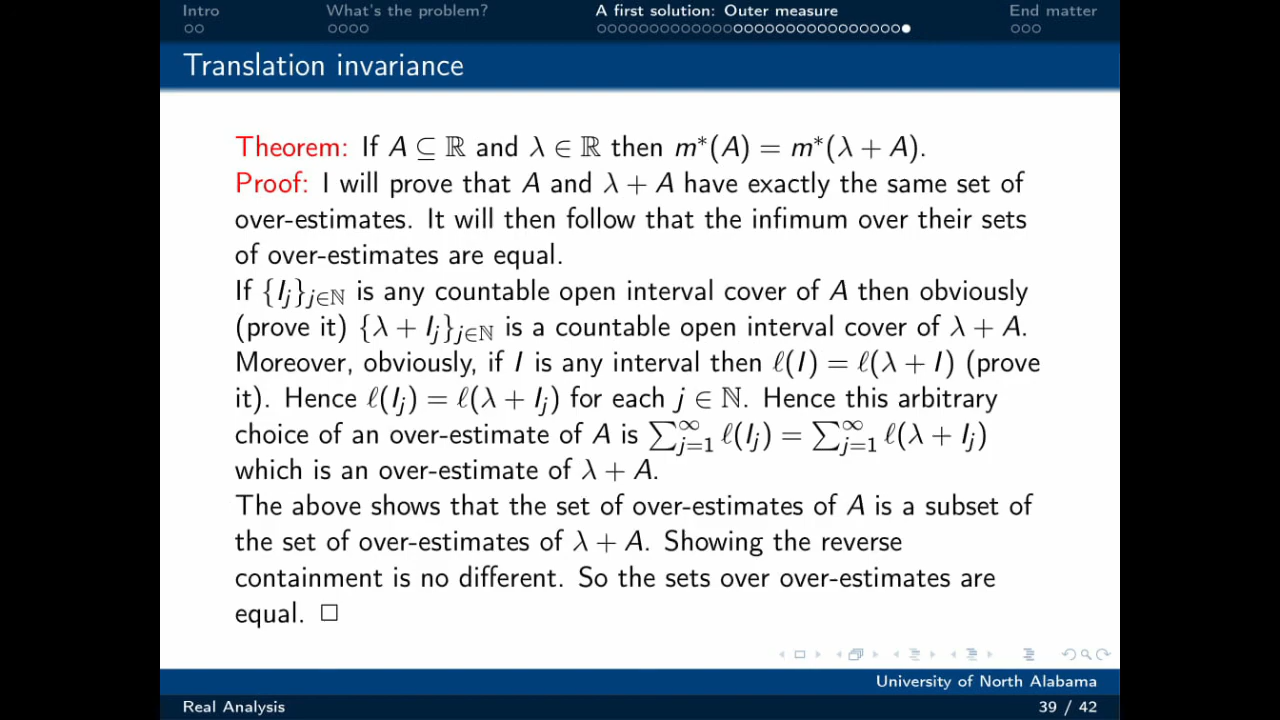 Intro What's the problem? A first solution: Outer measure End matter
Translation invariance
Theorem: If A ⊆ ℝ and λ ∈ ℝ then m*(A) = m*(λ + A).
Proof: I will prove that A and λ + A have exactly the same set of
over-estimates. It will then follow that the infimum over their sets
of over-estimates are equal.
If {I_j}_{j∈ℕ} is any countable open interval cover of A then obviously
(prove it) {λ + I_j}_{j∈ℕ} is a countable open interval cover of λ + A.
Moreover, obviously, if I is any interval then ℓ(I) = ℓ(λ + I) (prove
it). Hence ℓ(I_j) = ℓ(λ + I_j) for each j ∈ ℕ. Hence this arbitrary
choice of an over-estimate of A is ∑_{j=1}^∞ ℓ(I_j) = ∑_{j=1}^∞ ℓ(λ + I_j)
which is an over-estimate of λ + A.
The above shows that the set of over-estimates of A is a subset of
the set of over-estimates of λ + A. Showing the reverse
containment is no different. So the sets over over-estimates are
equal. □
University of North Alabama
Real Analysis 39 / 42